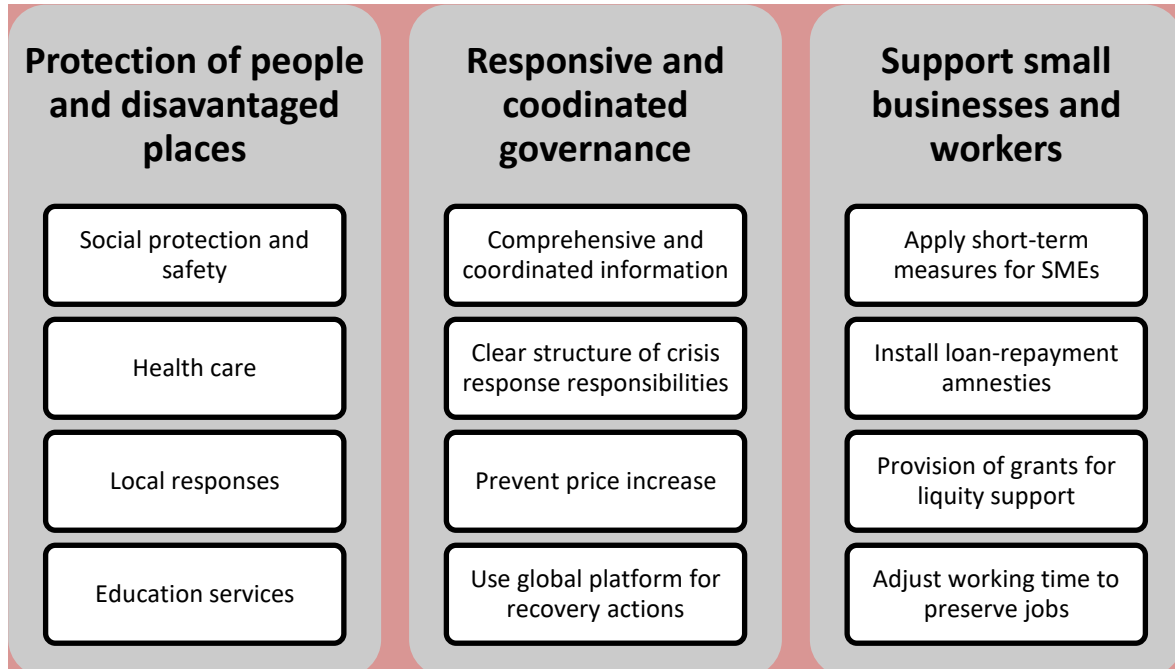 Protection of people
and disavantaged
places
Social protection and
safety
Health care
Local responses
Education services
Responsive and
coodinated
governance
Comprehensive and
coordinated information
Clear structure of crisis
response responsibilities
Prevent price increase
Use global platform for
recovery actions
Support small
businesses and
workers
Apply short-term
measures for SMEs
Install loan-repayment
amnesties
Provision of grants for
liquity support
Adjust working time to
preserve jobs